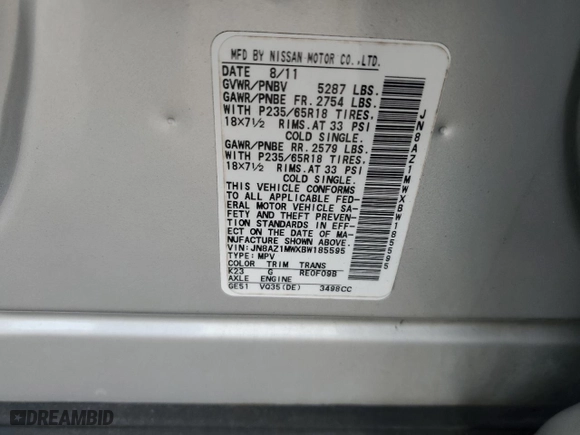 MFD BY NISSAN MOTOR CO.,LTD.
DATE 8/11
GVWR/PNBV 5287 LBS.
GAWR/PNBE FR. 2754 LBS.
WITH P235/65R18 TIRES.
18X7½ RIMS. AT 33 PSI
COLD SINGLE.
GAWR/PNBE RR. 2579 LBS.
WITH P235/65R18 TIRES.
18X7½ RIMS. AT 33 PSI
COLD SINGLE.
THIS VEHICLE CONFORMS
TO ALL APPLICABLE FED-
ERAL MOTOR VEHICLE SA-
FETY AND THEFT PREVEN-
TION STANDARDS IN EFFECT
ON THE DATE OF MA-
NUFACTURE SHOWN ABOVE.
VIN: JN8AZ1MWXBW185595
TYPE: MPV
COLOR TRIM TRANS
K23 G RE0F09B
AXLE ENGINE
GE51 VQ35(DE) 3498CC
JN8AZ1MWXBW185595
DREAMBID